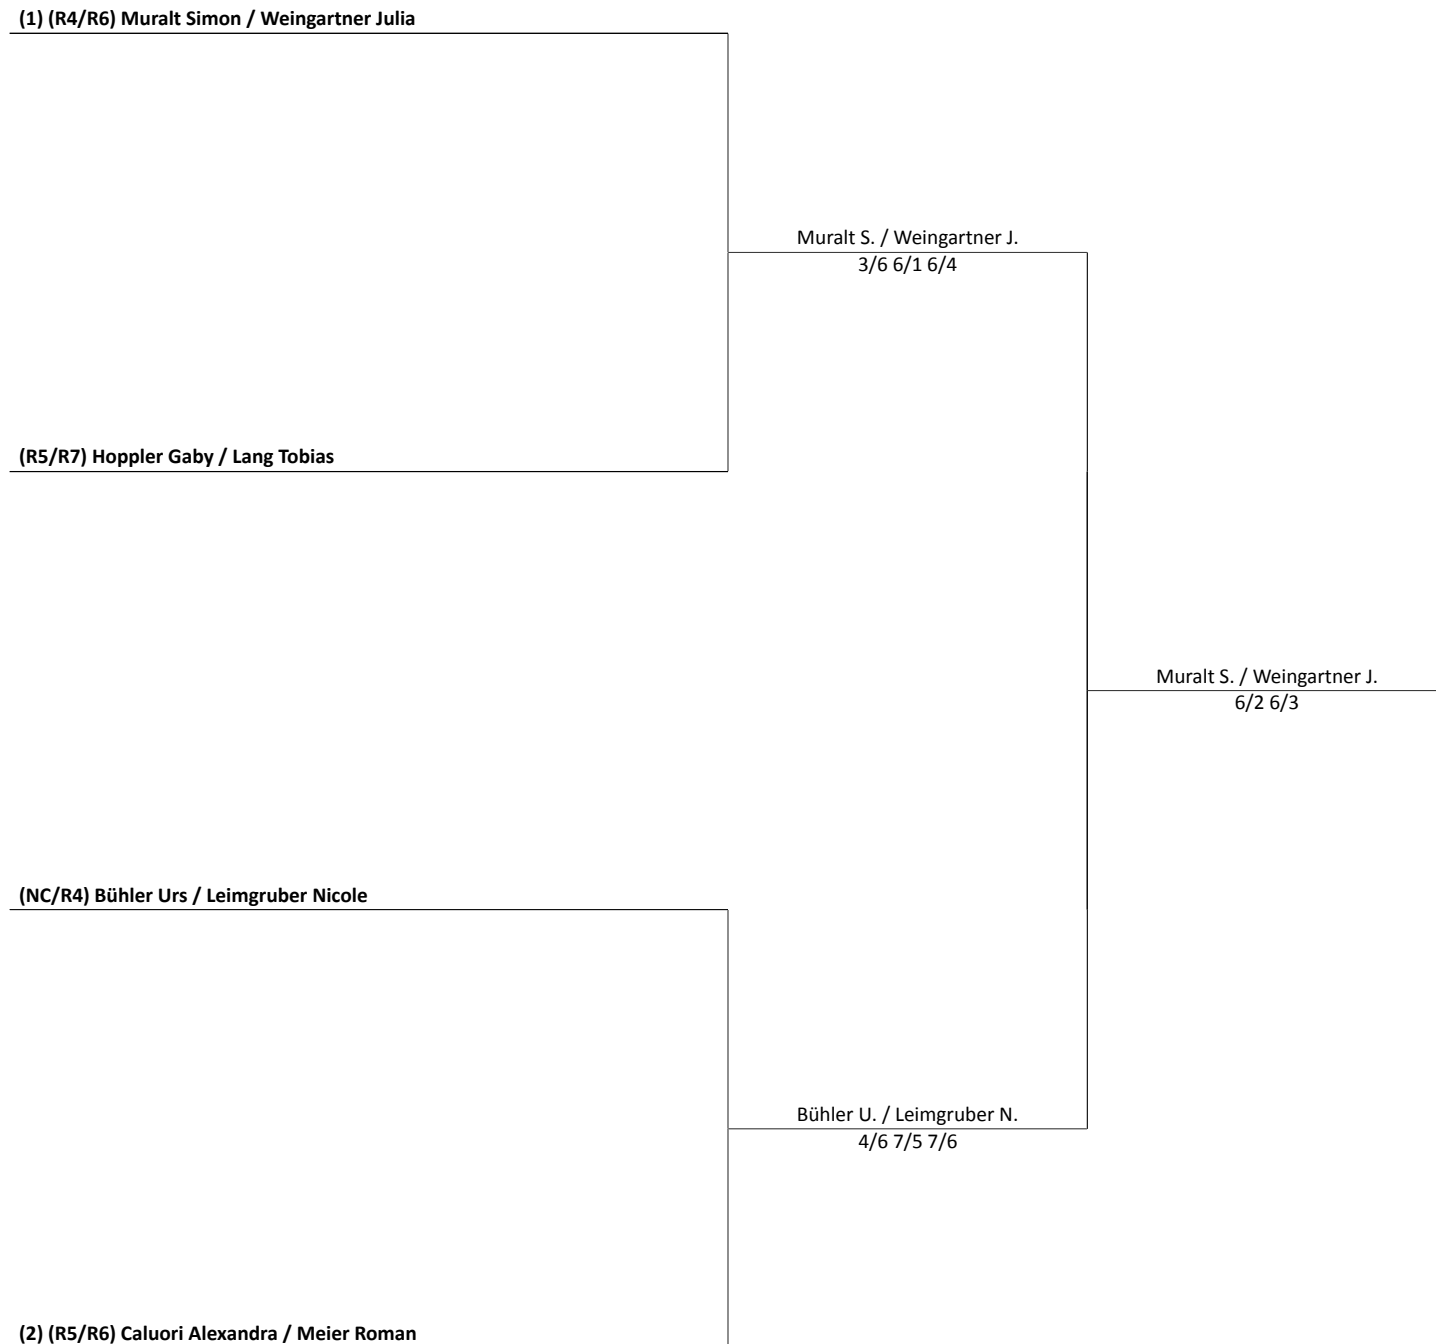 (1) (R4/R6) Muralt Simon / Weingartner Julia
Muralt S. / Weingartner J.
3/6 6/1 6/4
(R5/R7) Hoppler Gaby / Lang Tobias
Muralt S. / Weingartner J.
6/2 6/3
(NC/R4) Bühler Urs / Leimgruber Nicole
Bühler U. / Leimgruber N.
4/6 7/5 7/6
(2) (R5/R6) Caluori Alexandra / Meier Roman